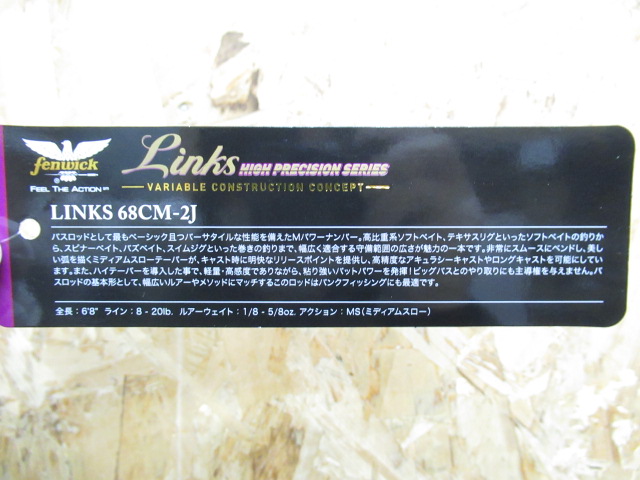 fenwick
®
FEEL THE ACTION
Links HIGH PRECISION SERIES
VARIABLE CONSTRUCTION CONCEPT
LINKS 68CM-2J
バスロッドとして最もベーシック且つバーサタイルな性能を備えたMパワーナンバー。高比重系ソフトベイト、テキサスリグといったソフトベイトの釣りか
ら、スピナーベイト、バズベイト、スイムジグといった巻きの釣りまで、幅広く適合する守備範囲の広さが魅力の一本です。非常にスムースにベンドし、美し
い弧を描くミディアムスローテーパーが、キャスト時に明快なリリースポイントを提供し、高精度なアキュラシーキャストやロングキャストを可能にしてい
ます。また、ハイテーパーを導入した事で、軽量・高感度でありながら、粘り強いバットパワーを発揮！ビッグバスとのやり取りにも主導権を与えません。バ
スロッドの基本形として、幅広いルアーやメソッドにマッチするこのロッドはバンクフィッシングにも最適です。
全長：6'8" ライン：8 - 20lb. ルアーウェイト：1/8 - 5/8oz. アクション：MS（ミディアムスロー）